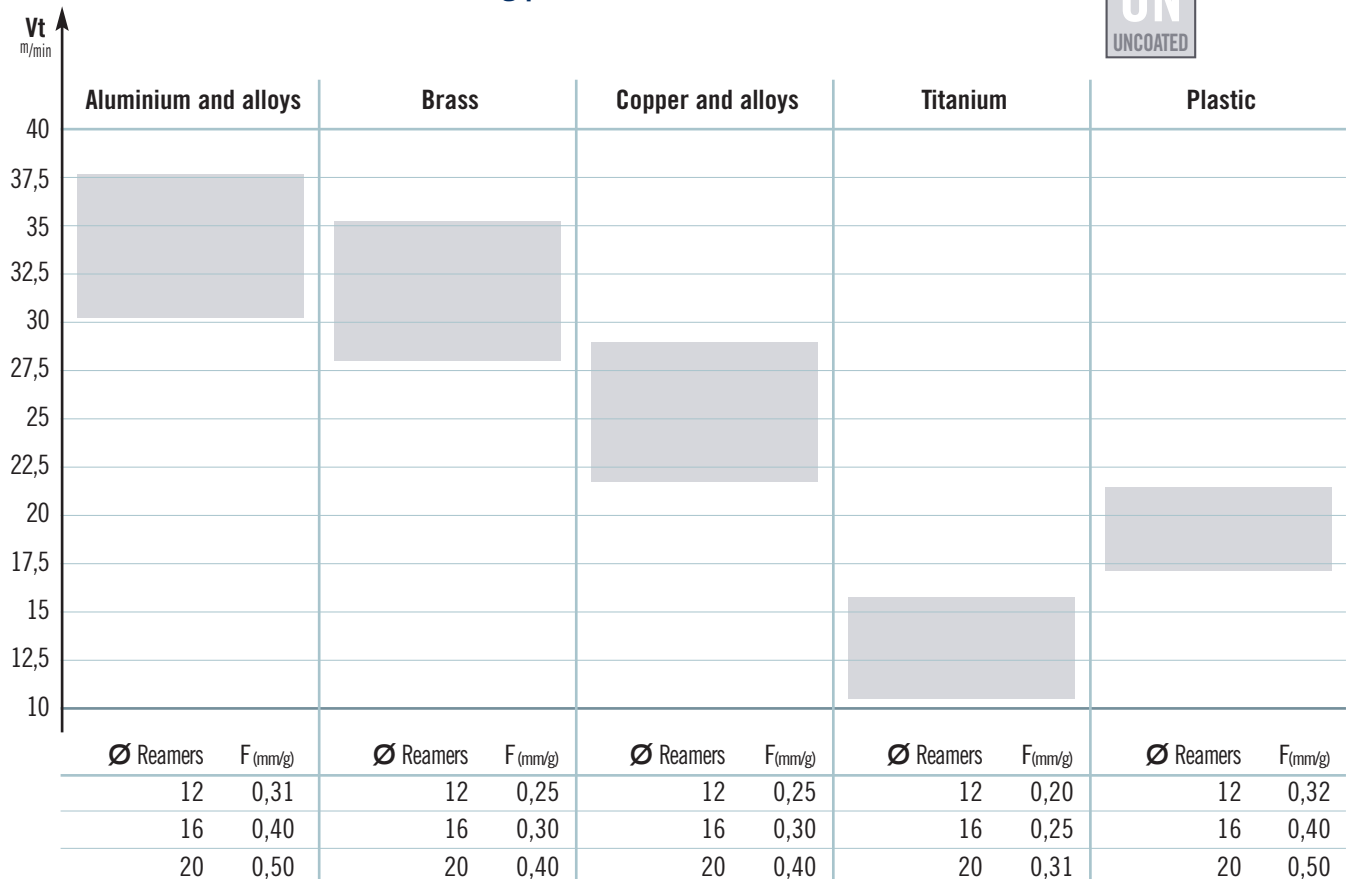 UN
UNCOATED
Vt
m/min
Aluminium and alloys Brass Copper and alloys Titanium Plastic
40
37,5
35
32,5
30
27,5
25
22,5
20
17,5
15
12,5
10
Ø Reamers F (mm/g) Ø Reamers F (mm/g) Ø Reamers F(mm/g) Ø Reamers F(mm/g) Ø Reamers F(mm/g)
12 0,31 12 0,25 12 0,25 12 0,20 12 0,32
16 0,40 16 0,30 16 0,30 16 0,25 16 0,40
20 0,50 20 0,40 20 0,40 20 0,31 20 0,50